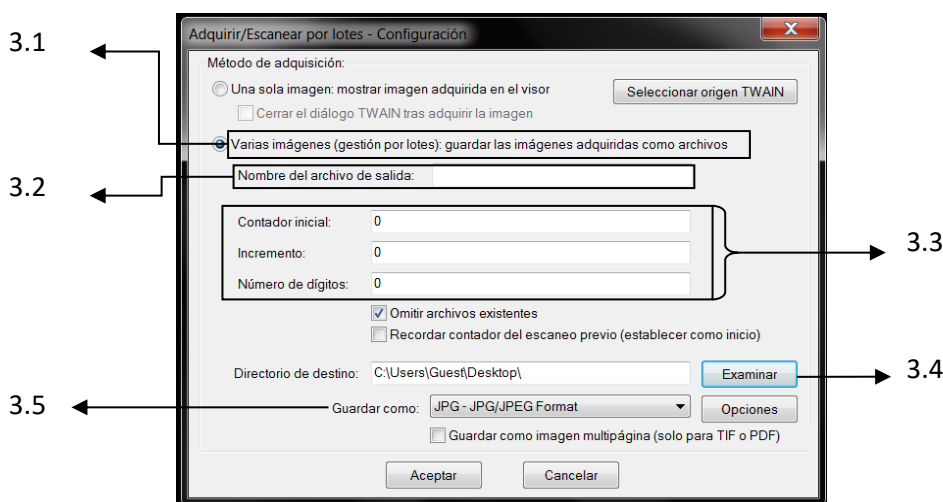 Adquirir/Escanear por lotes - Configuración
3.1
Método de adquisición:
Una sola imagen: mostrar imagen adquirida en el visor
Seleccionar origen TWAIN
Cerrar el diálogo TWAIN tras adquirir la imagen
Varias imágenes (gestión por lotes): guardar las imágenes adquiridas como archivos
3.2
Nombre del archivo de salida:
Contador inicial: 0
3.3
Incremento: 0
Número de dígitos: 0
Omitir archivos existentes
Recordar contador del escaneo previo (establecer como inicio)
Directorio de destino: C:\Users\Guest\Desktop\
Examinar
3.4
3.5
Guardar como: JPG - JPG/JPEG Format
Opciones
Guardar como imagen multipágina (solo para TIF o PDF)
Aceptar
Cancelar